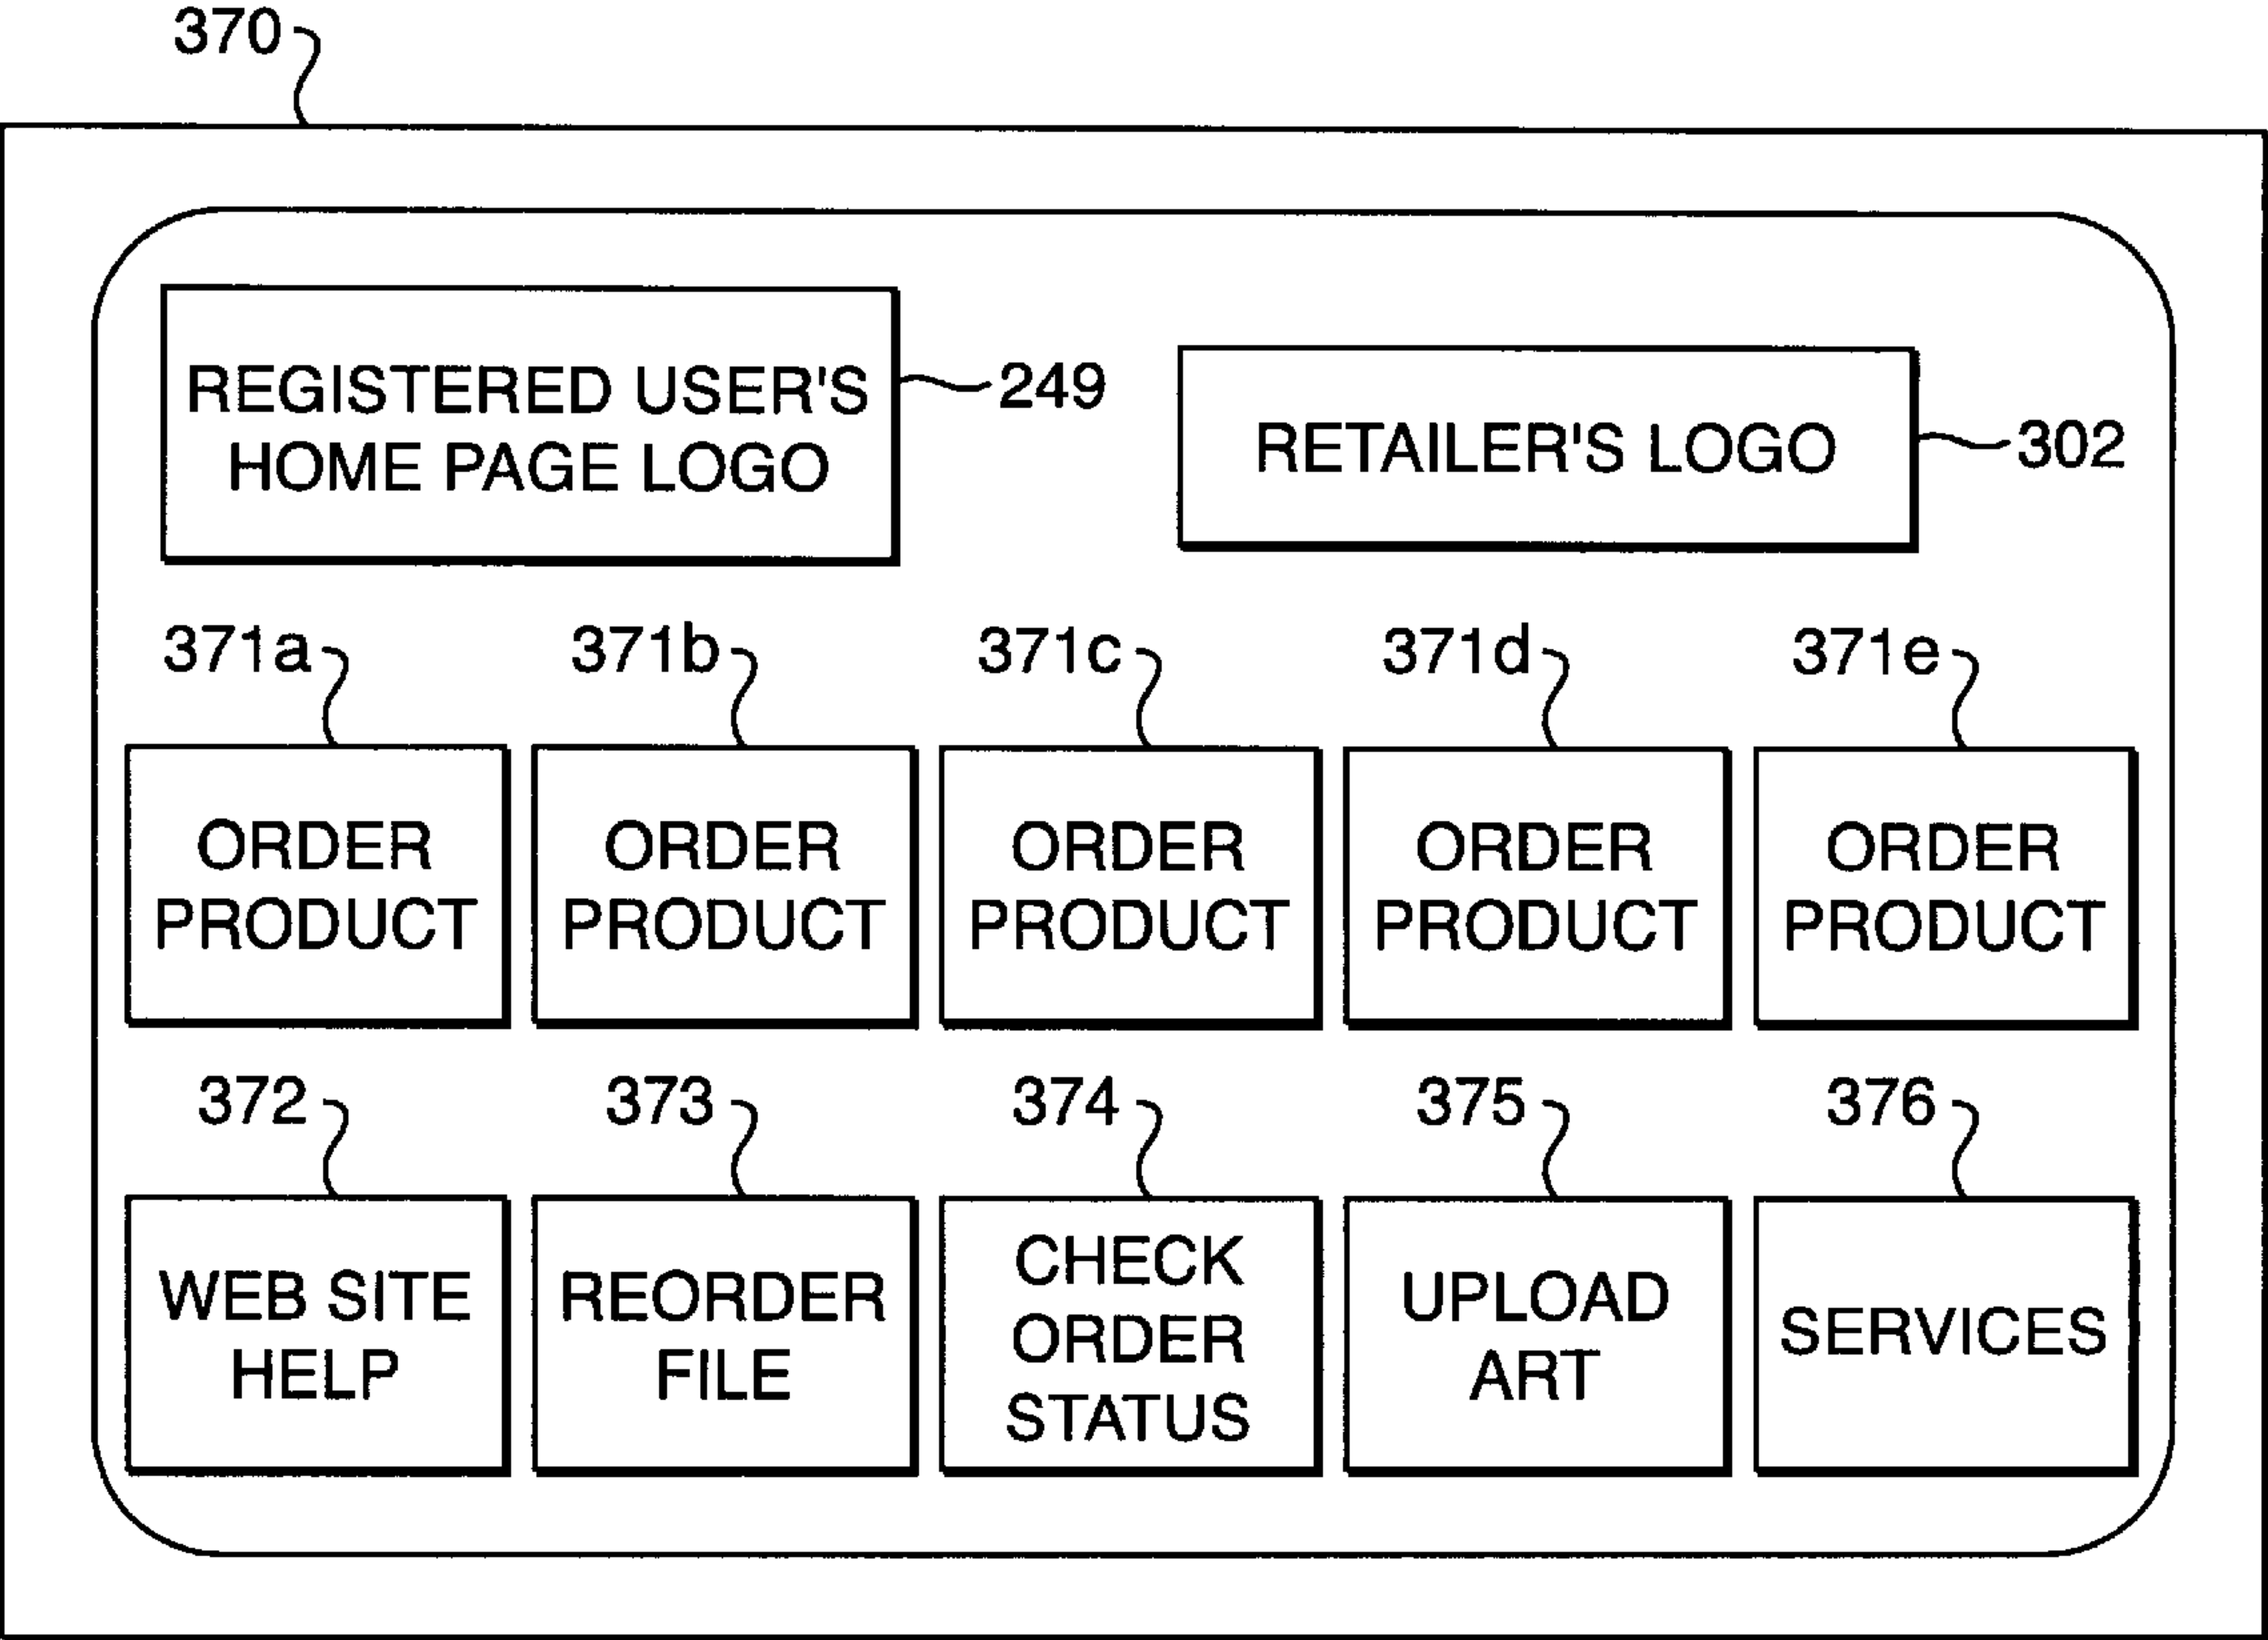 370
REGISTERED USER'S
HOME PAGE LOGO
249
RETAILER'S LOGO
302
371a
371b
371c
371d
371e
ORDER
PRODUCT
ORDER
PRODUCT
ORDER
PRODUCT
ORDER
PRODUCT
ORDER
PRODUCT
372
373
374
375
376
WEB SITE
HELP
REORDER
FILE
CHECK
ORDER
STATUS
UPLOAD
ART
SERVICES